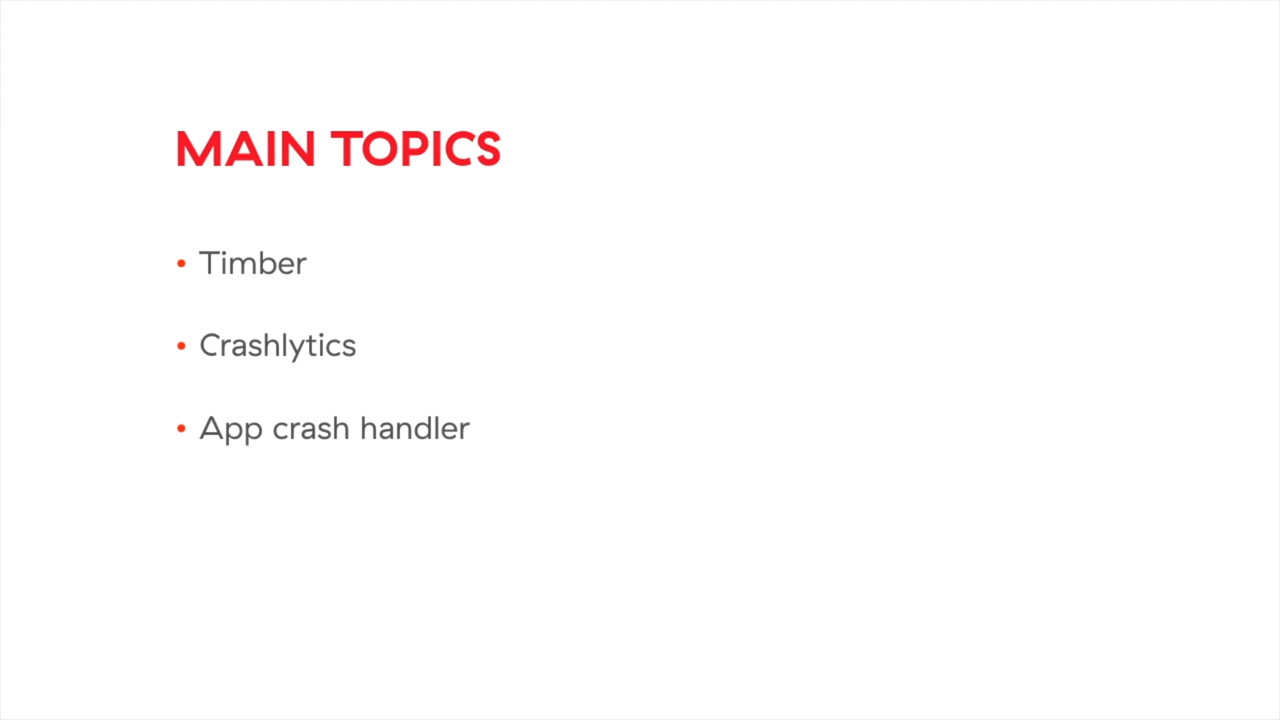 MAIN TOPICS
• Timber
• Crashlytics
• App crash handler